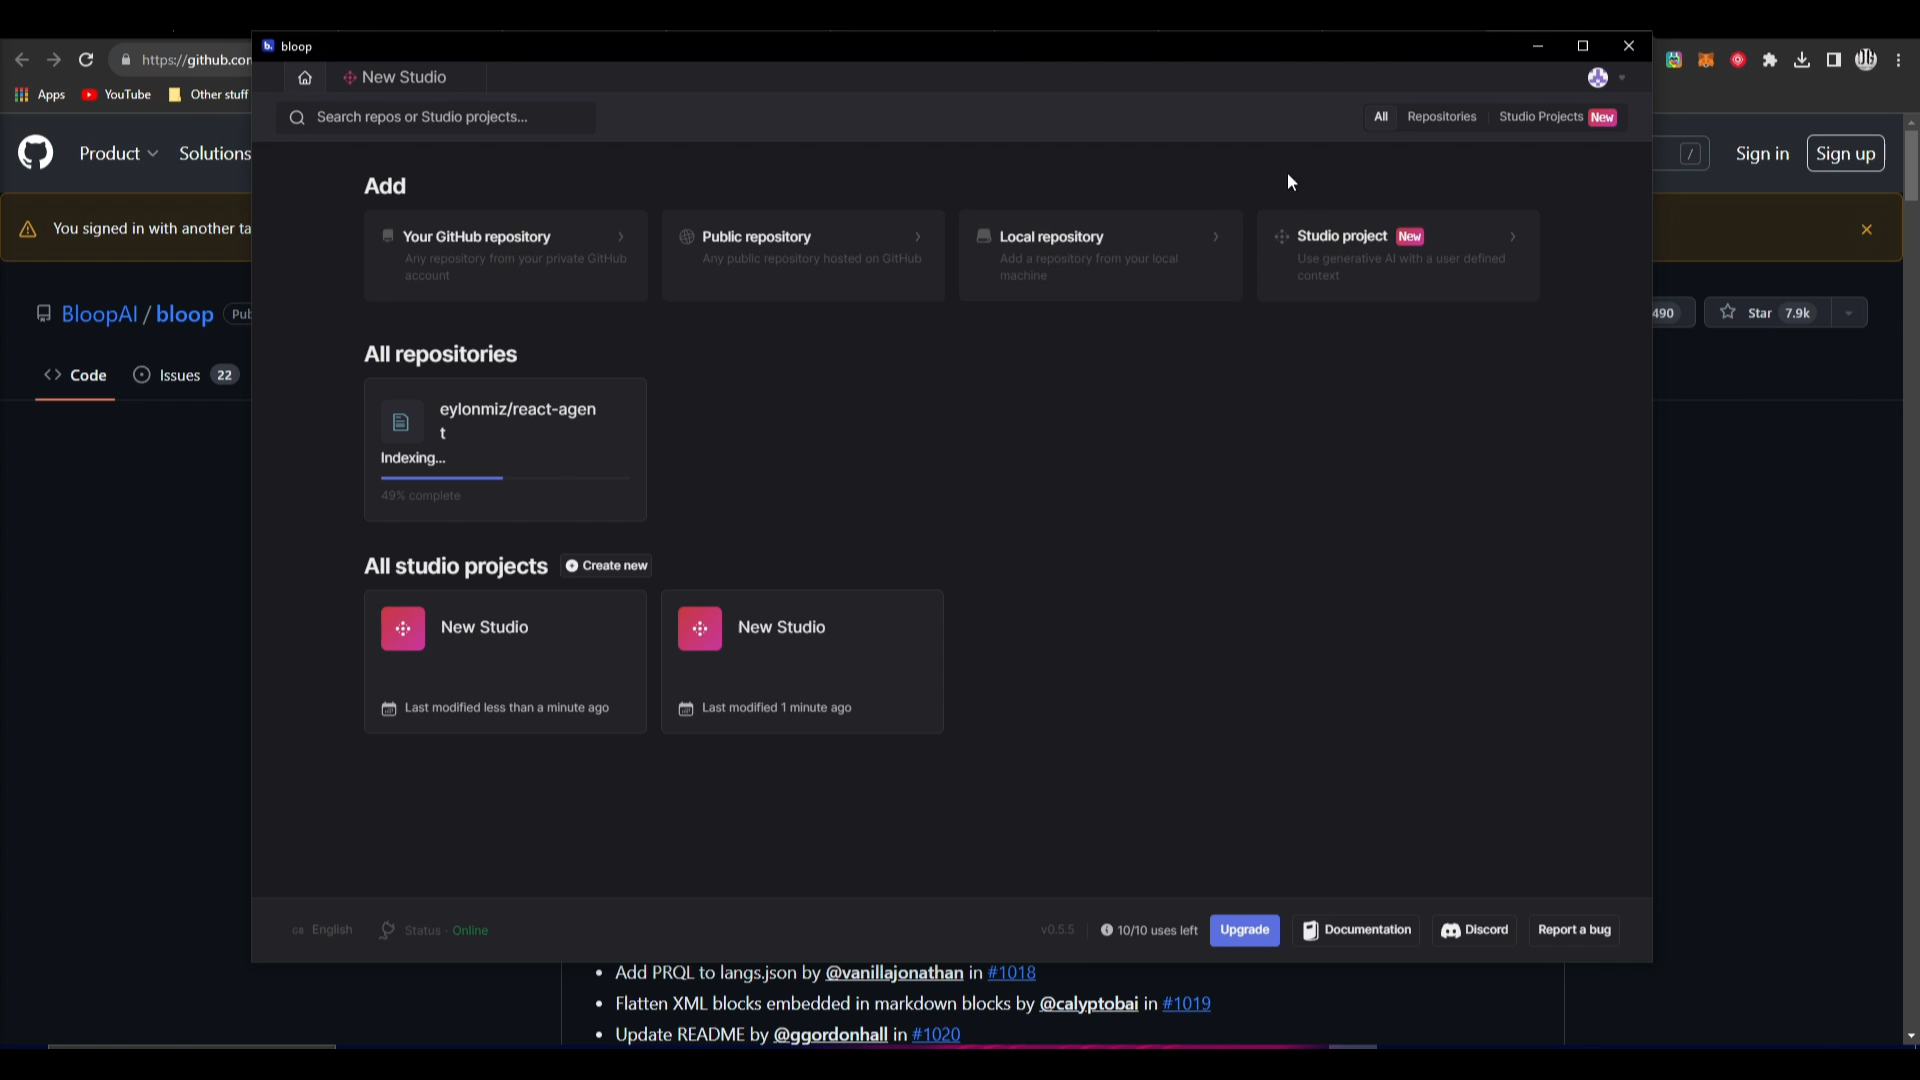 bloop
https://github.con
New Studio
Apps
YouTube
Other stuff
Search repos or Studio projects...
All
Repositories
Studio Projects New
Product
Solutions
/
Sign in
Sign up
Add
You signed in with another ta
Your GitHub repository
Any repository from your private GitHub
account
Public repository
Any public repository hosted on GitHub
Local repository
Add a repository from your local
machine
Studio project New
Use generative AI with a user defined
context
BloopAI / bloop
Pub
490
Star 7.9k
All repositories
Code
Issues 22
eylonmiz/react-agen
t
Indexing...
49% complete
All studio projects
Create new
New Studio
Last modified less than a minute ago
New Studio
Last modified 1 minute ago
GB English
Status · Online
v0.5.5
10/10 uses left
Upgrade
Documentation
Discord
Report a bug
• Add PRQL to langs.json by @vanillajonathan in #1018
• Flatten XML blocks embedded in markdown blocks by @calyptobai in #1019
• Update README by @ggordonhall in #1020